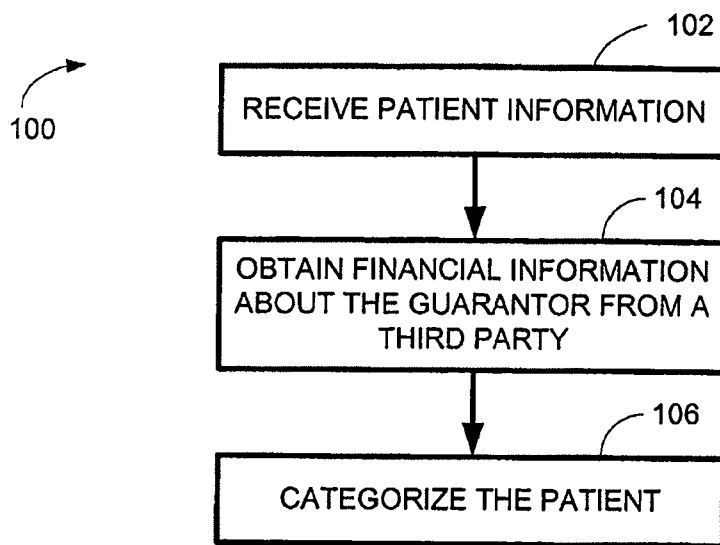 102
100
RECEIVE PATIENT INFORMATION
104
OBTAIN FINANCIAL INFORMATION
ABOUT THE GUARANTOR FROM A
THIRD PARTY
106
CATEGORIZE THE PATIENT